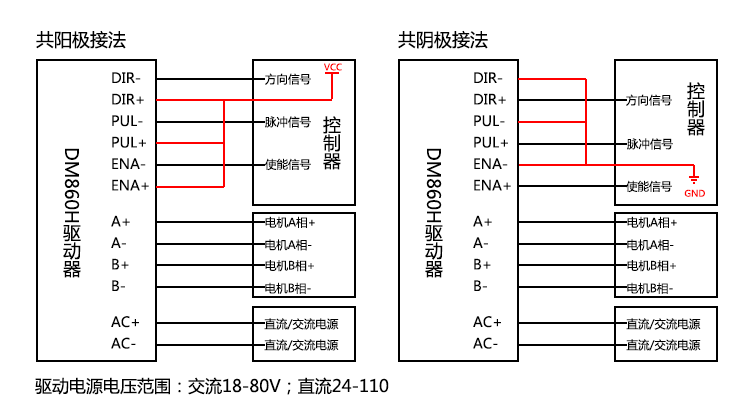 共阳极接法
DIR-
DIR+
PUL-
PUL+
ENA-
ENA+
A+
A-
B+
B-
AC+
AC-
DM860H驱动器
VCC
方向信号
脉冲信号
使能信号
控制器
电机A相+
电机A相-
电机B相+
电机B相-
直流/交流电源
直流/交流电源
共阴极接法
DIR-
DIR+
PUL-
PUL+
ENA-
ENA+
A+
A-
B+
B-
AC+
AC-
DM860H驱动器
方向信号
脉冲信号
使能信号
控制器
GND
电机A相+
电机A相-
电机B相+
电机B相-
直流/交流电源
直流/交流电源
驱动电源电压范围：交流18-80V；直流24-110